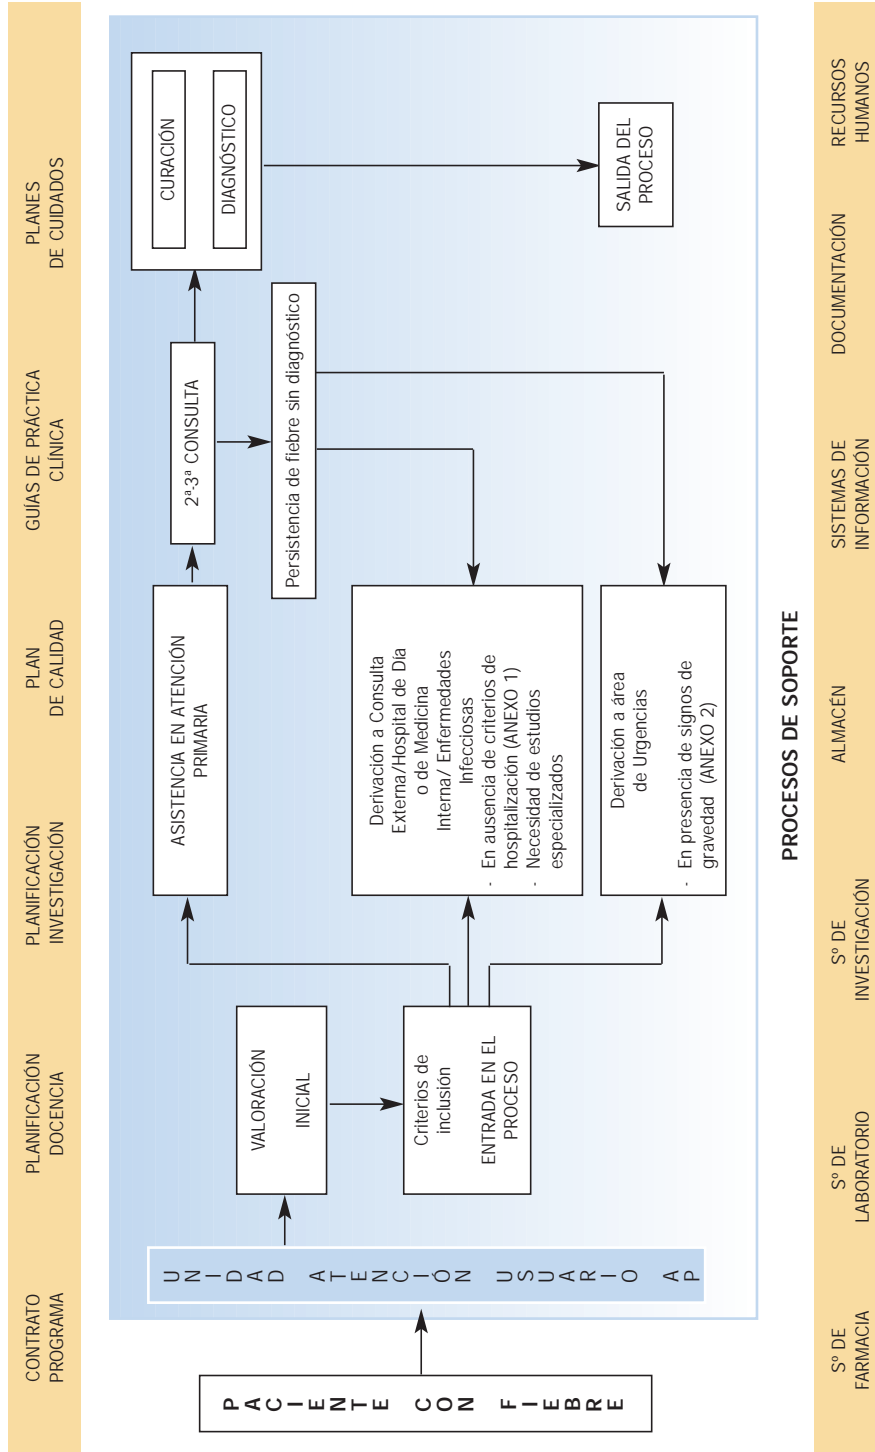 CONTRATO
PROGRAMA
PLANIFICACIÓN
DOCENCIA
PLANIFICACIÓN
INVESTIGACIÓN
PLAN
DE CALIDAD
GUÍAS DE PRÁCTICA
CLÍNICA
PLANES
DE CUIDADOS
PACIENTE CON FIEBRE
UNIDAD ATENCIÓN USUARIO AP
VALORACIÓN
INICIAL
Criterios de
inclusión
ENTRADA EN EL
PROCESO
ASISTENCIA EN ATENCIÓN
PRIMARIA
2ª-3ª CONSULTA
CURACIÓN
DIAGNÓSTICO
Persistencia de fiebre sin diagnóstico
Derivación a Consulta
Externa/Hospital de Día
o de Medicina
Interna/ Enfermedades
Infecciosas
- En ausencia de criterios de
hospitalización (ANEXO 1)
- Necesidad de estudios
especializados
Derivación a área
de Urgencias
- En presencia de signos de
gravedad (ANEXO 2)
SALIDA DEL
PROCESO
PROCESOS DE SOPORTE
Sº DE
FARMACIA
Sº DE
LABORATORIO
Sº DE
INVESTIGACIÓN
ALMACÉN
SISTEMAS DE
INFORMACIÓN
DOCUMENTACIÓN
RECURSOS
HUMANOS